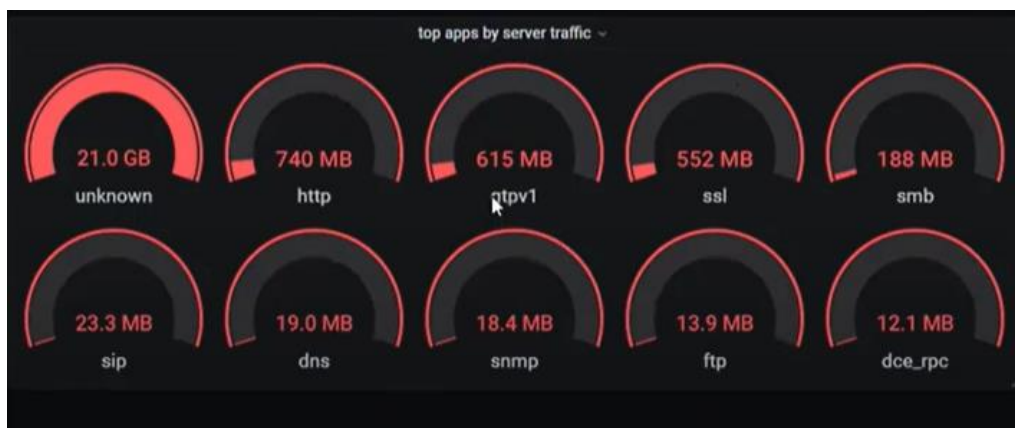 top apps by server traffic
21.0 GB 740 MB 615 MB 552 MB 188 MB
unknown http gtpv1 ssl smb
23.3 MB 19.0 MB 18.4 MB 13.9 MB 12.1 MB
sip dns snmp ftp dce_rpc